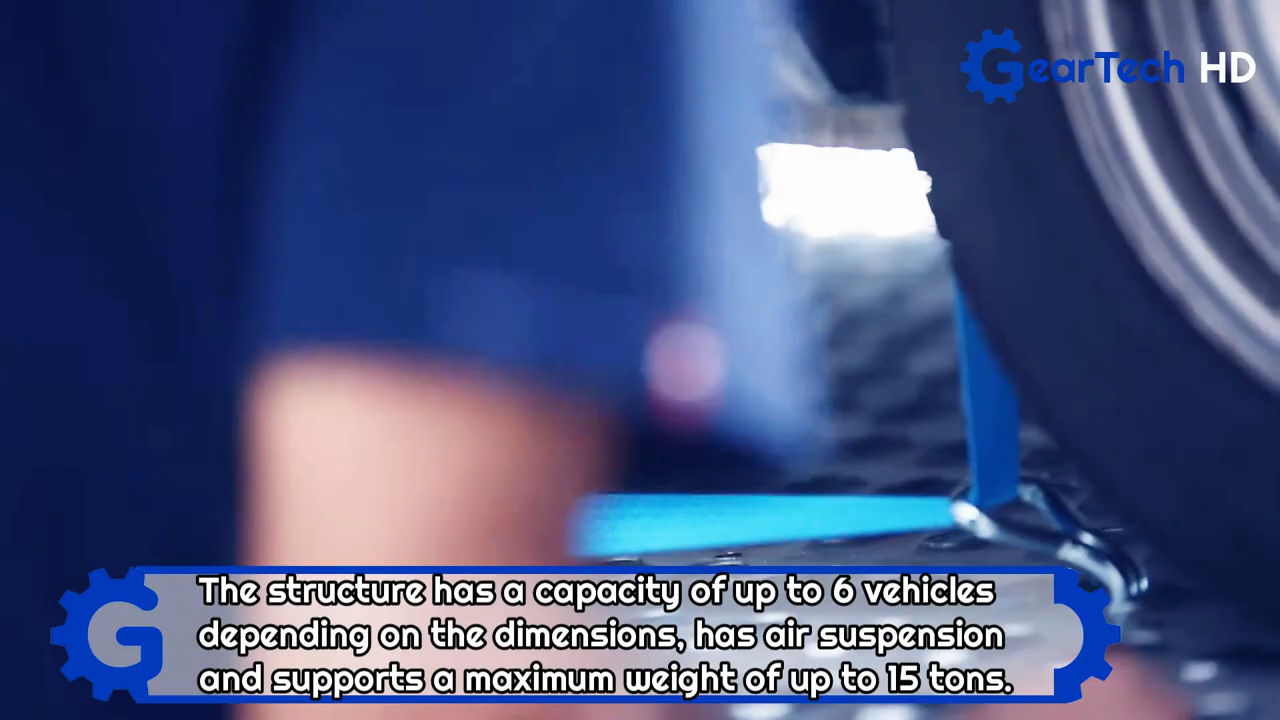 GearTech HD
The structure has a capacity of up to 6 vehicles
depending on the dimensions, has air suspension
and supports a maximum weight of up to 15 tons.
G